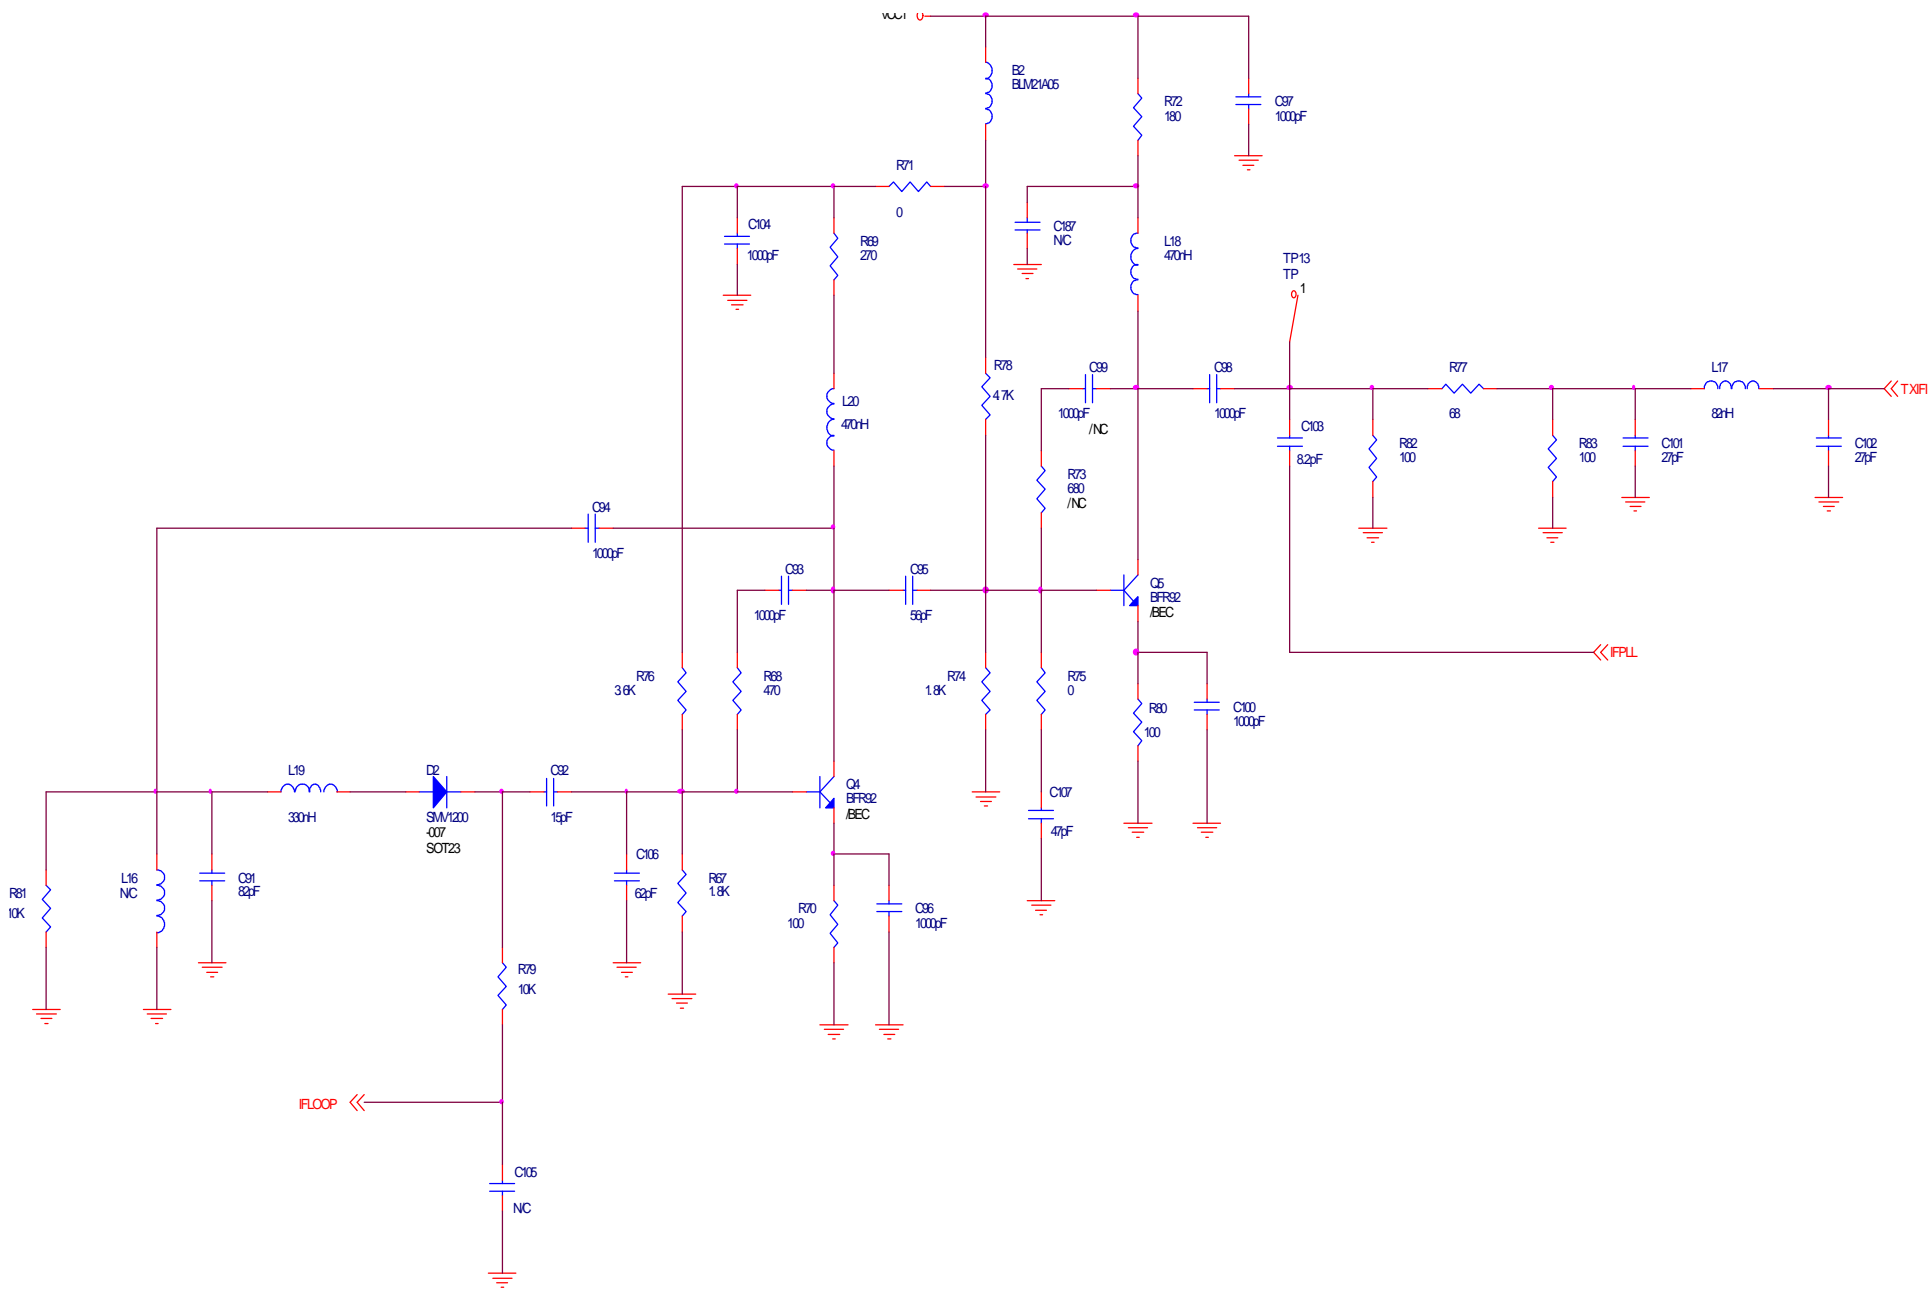 VCC1
B2
BLM21A05
R72
180
C97
1000pF
R71
0
C104
1000pF
R69
270
C187
N/C
L18
470nH
TP13
TP
1
R78
4.7K
C99
1000pF
/NC
C98
1000pF
R77
68
L17
82nH
TXIFI
L20
470nH
C103
8.2pF
R82
100
R83
100
C101
27pF
C102
27pF
R73
680
/NC
C94
1000pF
C93
1000pF
C95
56pF
Q5
BFR92
/BEC
IFPLL
R76
3.6K
R68
470
R74
1.8K
R75
0
R80
100
C100
1000pF
L19
330nH
D2
SMV1200
-007
SOT23
C92
15pF
Q4
BFR92
/BEC
C107
47pF
R81
10K
L16
N/C
C91
82pF
C106
62pF
R67
1.8K
R70
100
C96
1000pF
R79
10K
IFLOOP
C105
N/C